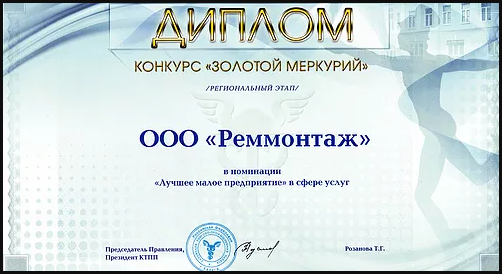 ДИПЛОМ
КОНКУРС «ЗОЛОТОЙ МЕРКУРИЙ»
/РЕГИОНАЛЬНЫЙ ЭТАП/
ООО «Реммонтаж»
в номинации
«Лучшее малое предприятие» в сфере услуг
Председатель Правления,
Президент КТПП
Розанова Т.Г.